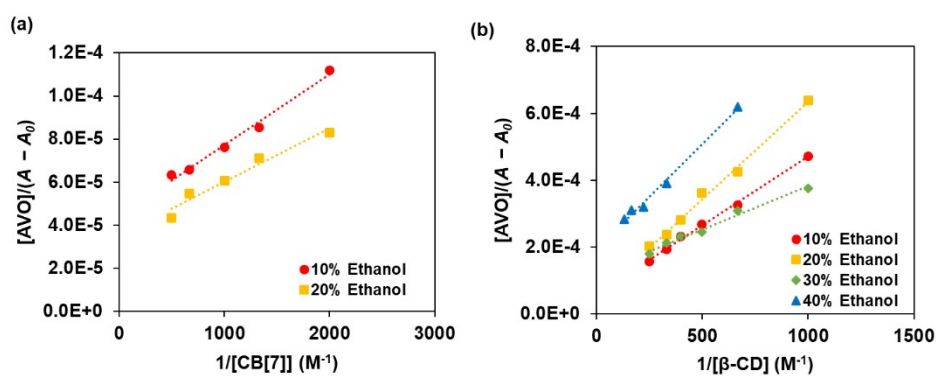 (a)
[AVO]/(A − A0)
1.2E-4
1.0E-4
8.0E-5
6.0E-5
4.0E-5
2.0E-5
0.0E+0
0
1000
2000
3000
10% Ethanol
20% Ethanol
1/[CB[7]] (M-1)
(b)
[AVO]/(A − A0)
8.0E-4
6.0E-4
4.0E-4
2.0E-4
0.0E+0
0
500
1000
1500
10% Ethanol
20% Ethanol
30% Ethanol
40% Ethanol
1/[β-CD] (M-1)